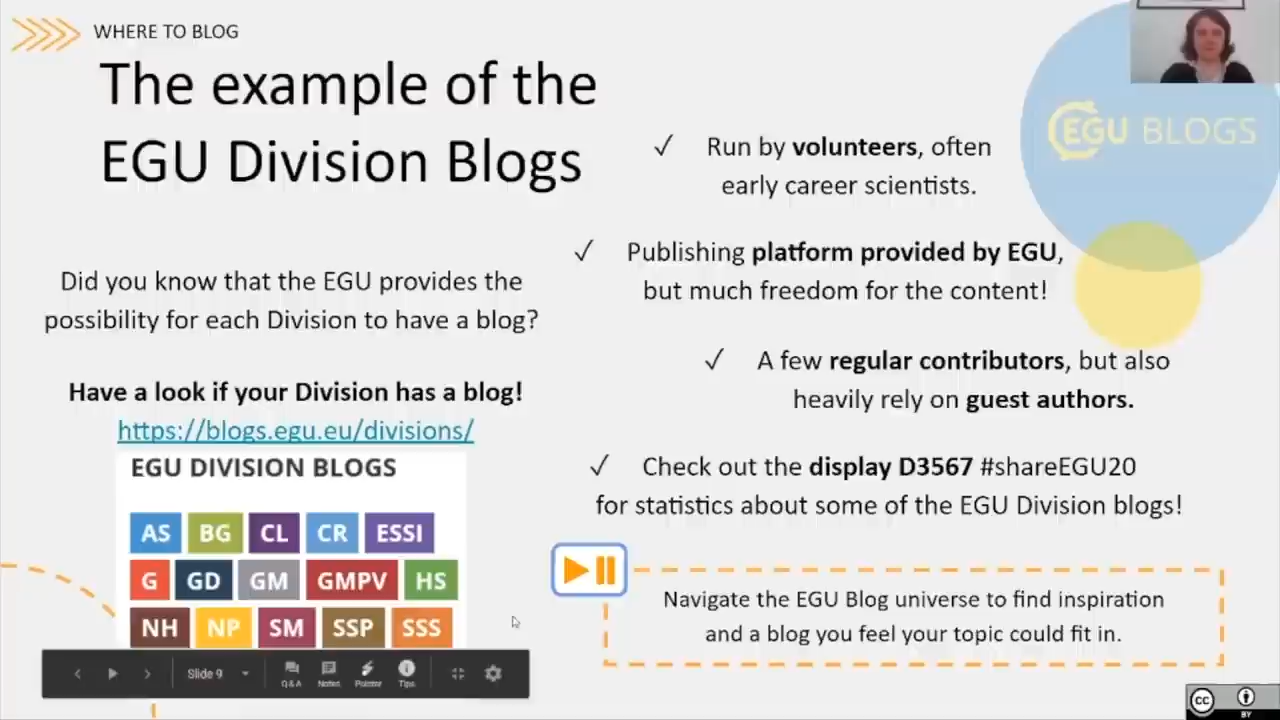 WHERE TO BLOG
The example of the
EGU Division Blogs
EGU BLOGS
✓ Run by volunteers, often
early career scientists.
✓ Publishing platform provided by EGU,
but much freedom for the content!
Did you know that the EGU provides the
possibility for each Division to have a blog?
✓ A few regular contributors, but also
heavily rely on guest authors.
Have a look if your Division has a blog!
https://blogs.egu.eu/divisions/
✓ Check out the display D3567 #shareEGU20
for statistics about some of the EGU Division blogs!
EGU DIVISION BLOGS
AS BG CL CR ESSI
G GD GM GMPV HS
NH NP SM SSP SSS
Navigate the EGU Blog universe to find inspiration
and a blog you feel your topic could fit in.
Slide 9
Q&A Notes Pointer Tips
CC BY